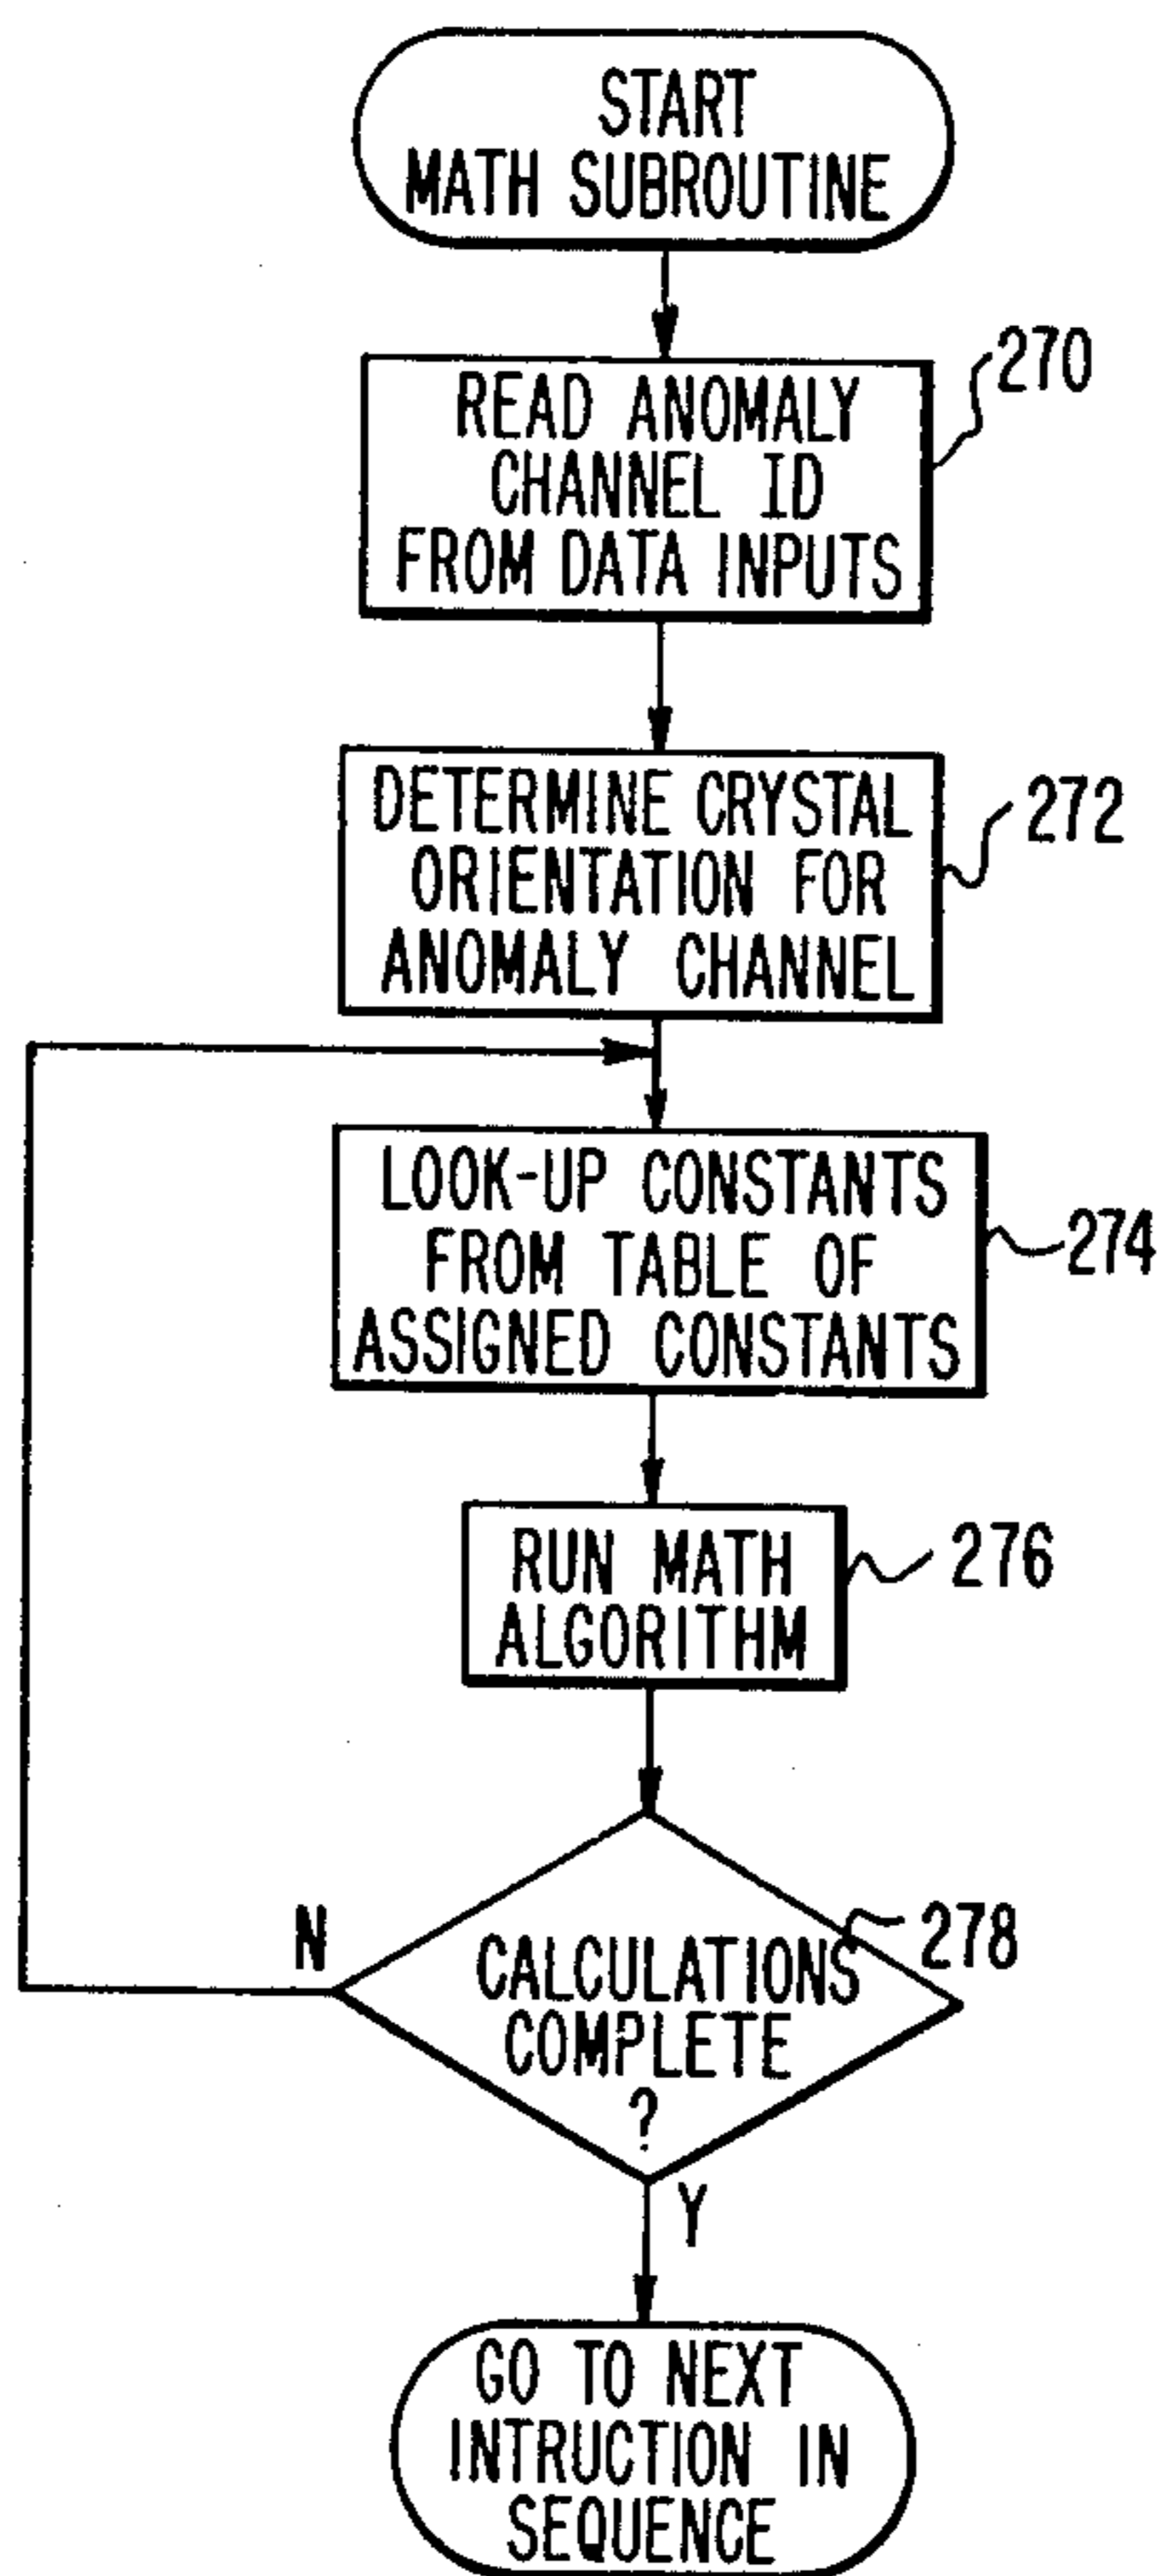 START
MATH SUBROUTINE
READ ANOMALY
CHANNEL ID
FROM DATA INPUTS
270
DETERMINE CRYSTAL
ORIENTATION FOR
ANOMALY CHANNEL
272
LOOK-UP CONSTANTS
FROM TABLE OF
ASSIGNED CONSTANTS
274
RUN MATH
ALGORITHM
276
N
CALCULATIONS
COMPLETE
?
278
Y
GO TO NEXT
INTRUCTION IN
SEQUENCE